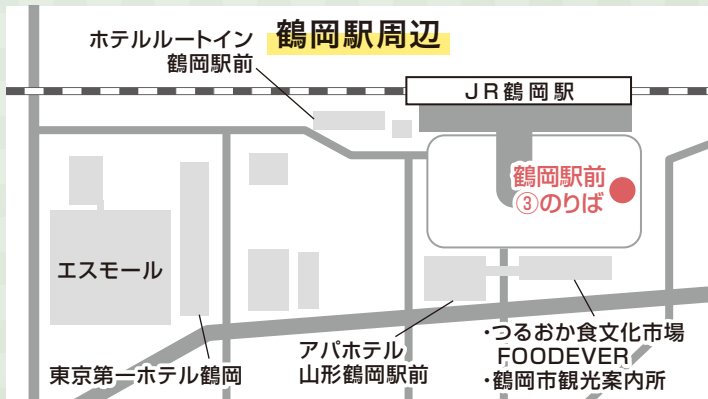 鶴岡駅周辺
ホテルルートイン
鶴岡駅前
JR鶴岡駅
鶴岡駅前
③のりば
エスモール
東京第一ホテル鶴岡
アパホテル
山形鶴岡駅前
・つるおか食文化市場
FOODEVER
・鶴岡市観光案内所